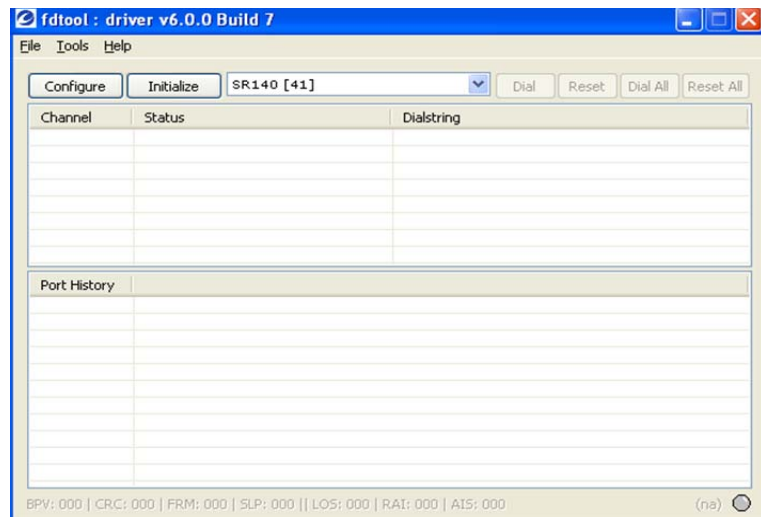 fdtool : driver v6.0.0 Build 7
File Tools Help
Configure Initialize SR140 [41] Dial Reset Dial All Reset All
Channel Status Dialstring
Port History
BPV: 000 | CRC: 000 | FRM: 000 | SLP: 000 || LOS: 000 | RAI: 000 | AIS: 000 (na)